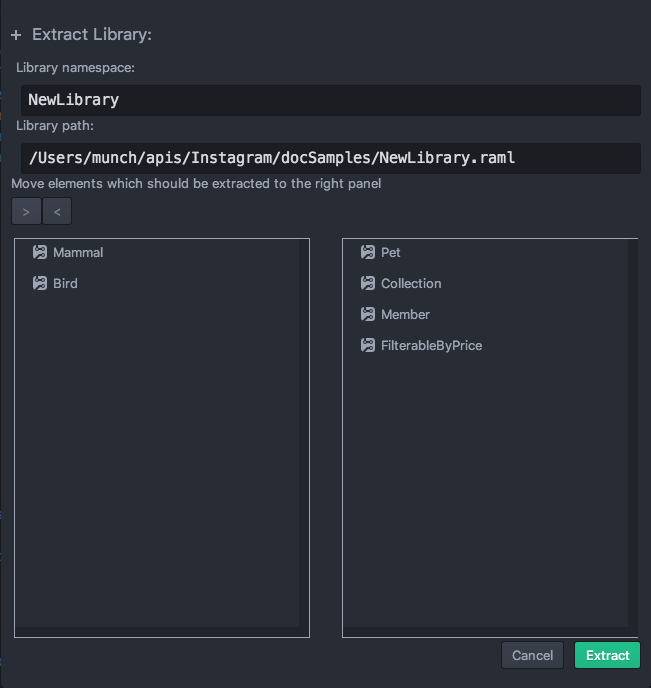 + Extract Library:
Library namespace:
NewLibrary
Library path:
/Users/munch/apis/Instagram/docSamples/NewLibrary.raml
Move elements which should be extracted to the right panel
> <
Mammal
Bird
Pet
Collection
Member
FilterableByPrice
Cancel Extract